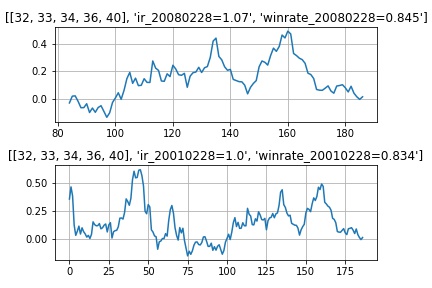 [[32, 33, 34, 36, 40], 'ir_20080228=1.07', 'winrate_20080228=0.845']
0.4
0.2
0.0
80 100 120 140 160 180
[[32, 33, 34, 36, 40], 'ir_20010228=1.0', 'winrate_20010228=0.834']
0.50
0.25
0.00
0 25 50 75 100 125 150 175